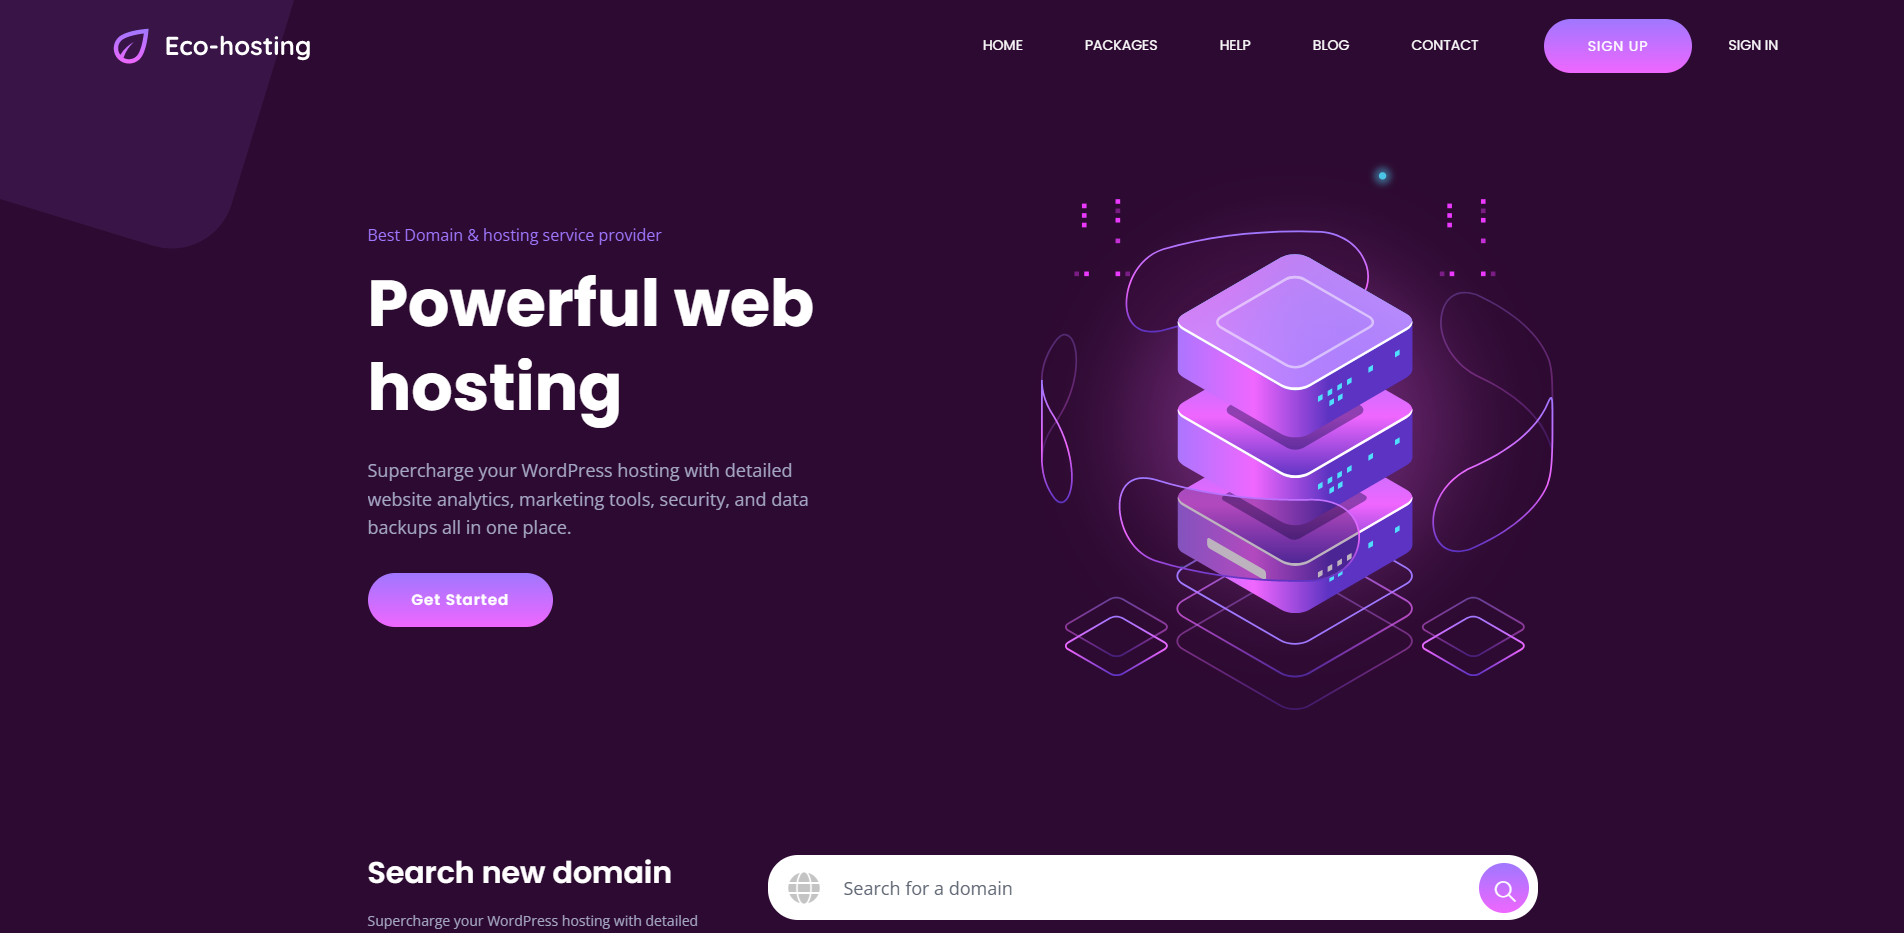 Eco-hosting
HOME PACKAGES HELP BLOG CONTACT SIGN UP SIGN IN
Best Domain & hosting service provider
Powerful web
hosting
Supercharge your WordPress hosting with detailed
website analytics, marketing tools, security, and data
backups all in one place.
Get Started
Search new domain
Search for a domain
Supercharge your WordPress hosting with detailed